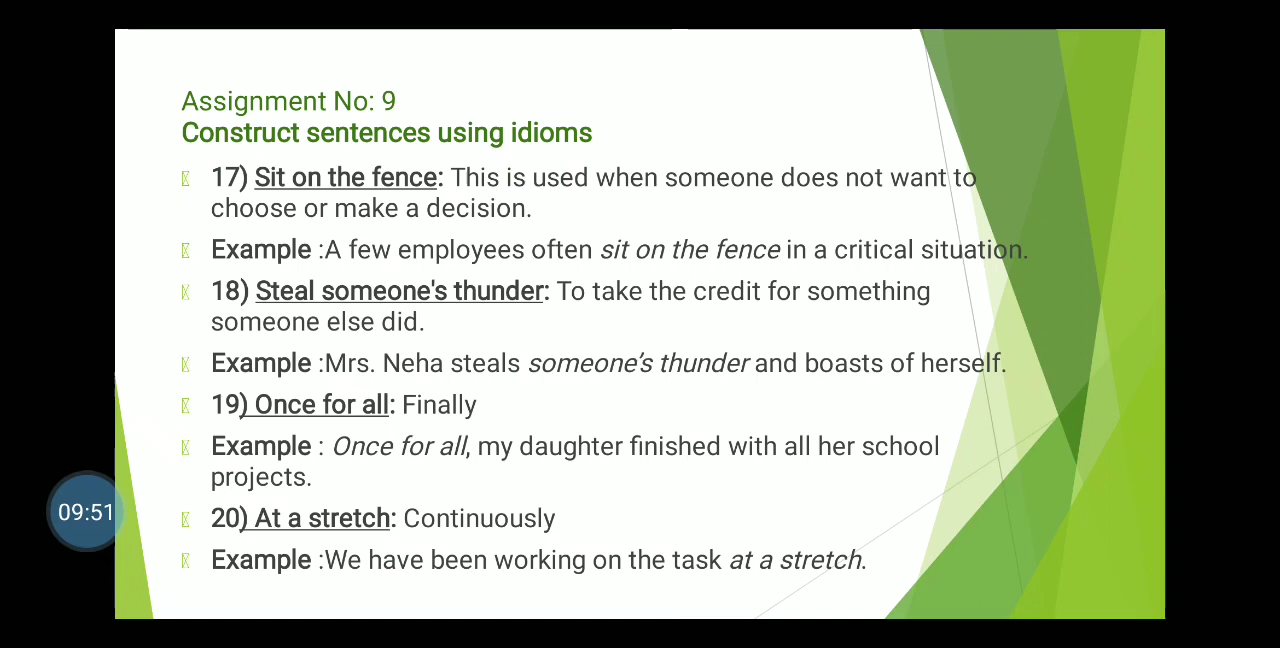 Assignment No: 9
Construct sentences using idioms
17) Sit on the fence: This is used when someone does not want to
choose or make a decision.
Example :A few employees often sit on the fence in a critical situation.
18) Steal someone's thunder: To take the credit for something
someone else did.
Example :Mrs. Neha steals someone’s thunder and boasts of herself.
19) Once for all: Finally
Example : Once for all, my daughter finished with all her school
projects.
20) At a stretch: Continuously
Example :We have been working on the task at a stretch.
09:51